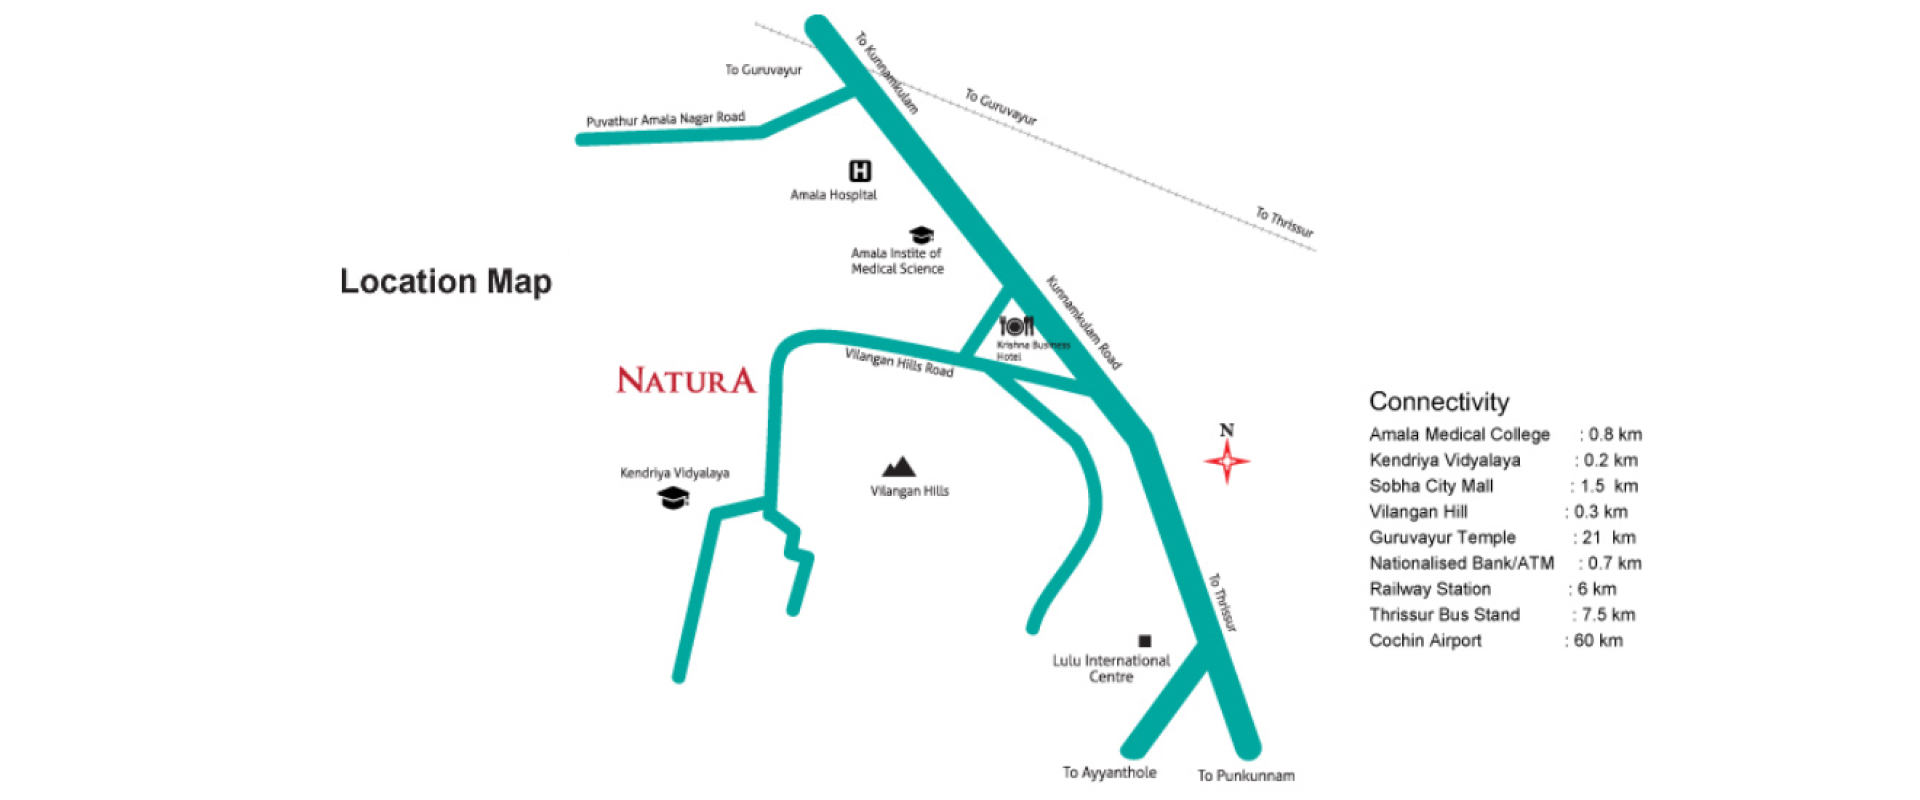 To Kunnamkulam
To Guruvayur
To Guruvayur
Puvathur Amala Nagar Road
Amala Hospital
To Thrissur
Amala Instite of
Medical Science
Location Map
Kunnamkulam Road
Krishna Business
Hotel
Vilangan Hills Road
NATURA
Connectivity
N
Amala Medical College : 0.8 km
Kendriya Vidyalaya : 0.2 km
Sobha City Mall : 1.5 km
Vilangan Hill : 0.3 km
Guruvayur Temple : 21 km
Nationalised Bank/ATM : 0.7 km
Railway Station : 6 km
Thrissur Bus Stand : 7.5 km
Cochin Airport : 60 km
Kendriya Vidyalaya
Vilangan Hills
To Thrissur
Lulu International
Centre
To Ayyanthole
To Punkunnam
H